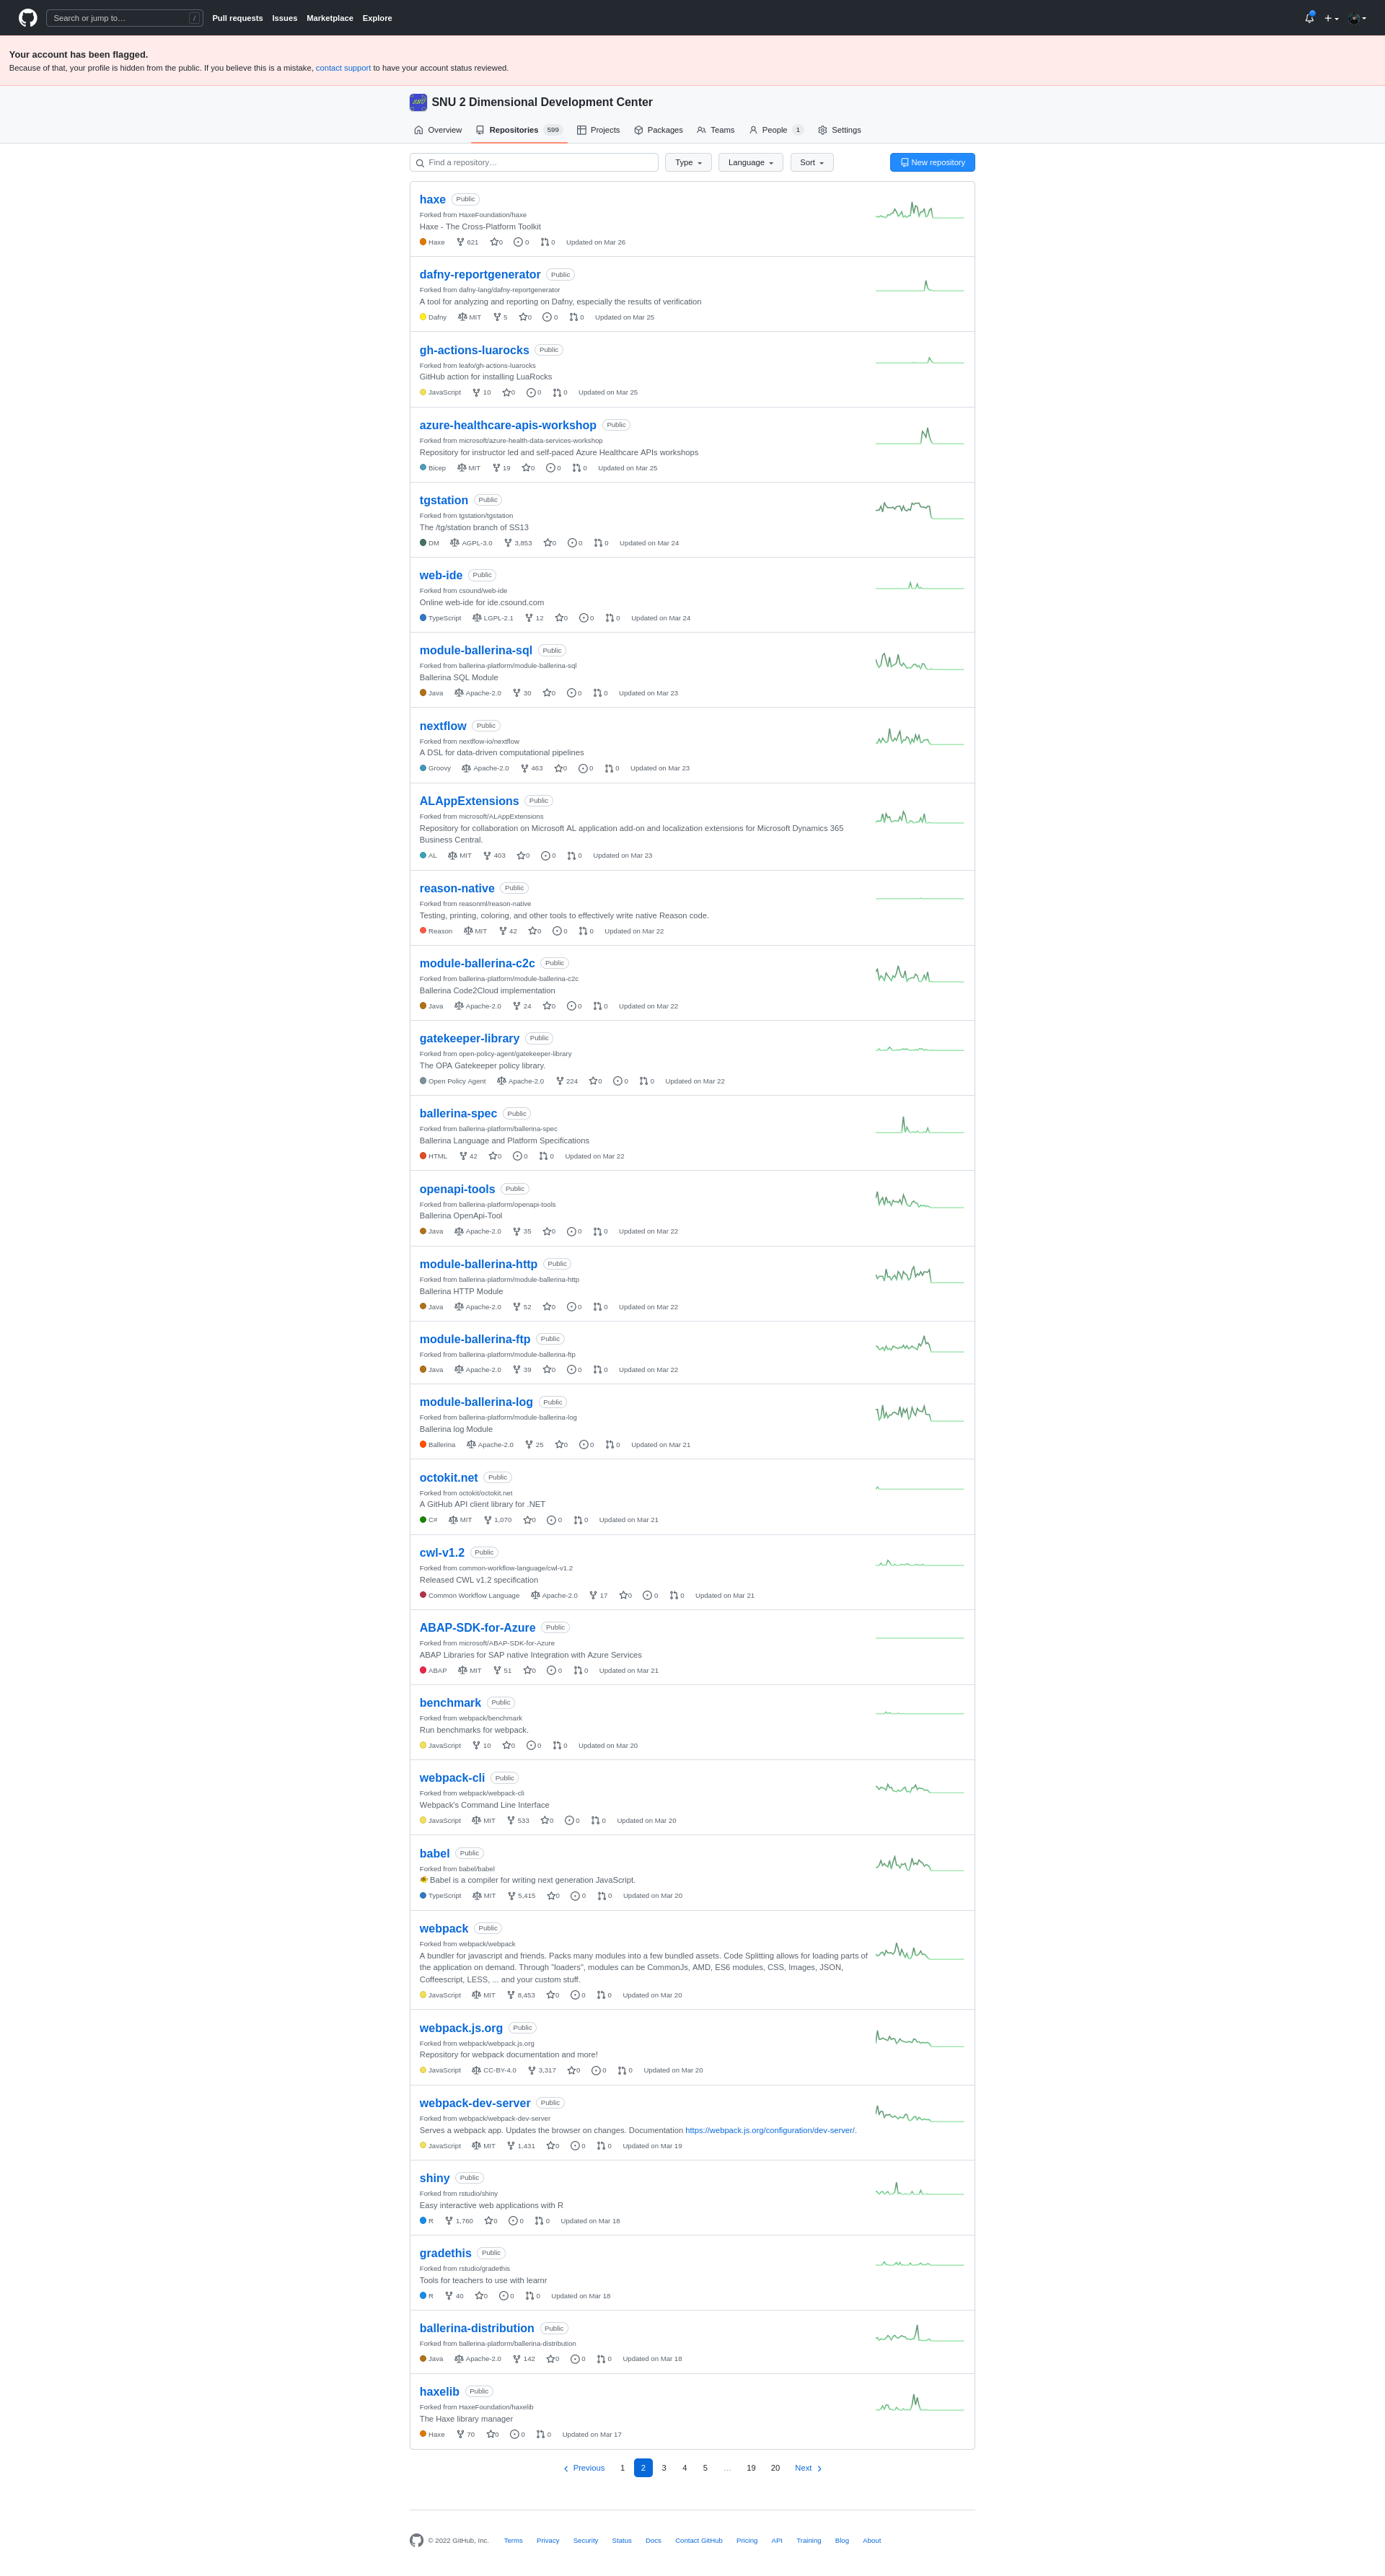 Search or jump to… /
Pull requests Issues Marketplace Explore
Your account has been flagged.
Because of that, your profile is hidden from the public. If you believe this is a mistake, contact support to have your account status reviewed.
SNU 2 Dimensional Development Center
Overview Repositories 599 Projects Packages Teams People 1 Settings
Find a repository… Type Language Sort New repository
haxe Public
Forked from HaxeFoundation/haxe
Haxe - The Cross-Platform Toolkit
Haxe 621 0 0 0 Updated on Mar 26
dafny-reportgenerator Public
Forked from dafny-lang/dafny-reportgenerator
A tool for analyzing and reporting on Dafny, especially the results of verification
Dafny MIT 5 0 0 0 Updated on Mar 25
gh-actions-luarocks Public
Forked from leafo/gh-actions-luarocks
GitHub action for installing LuaRocks
JavaScript 10 0 0 0 Updated on Mar 25
azure-healthcare-apis-workshop Public
Forked from microsoft/azure-health-data-services-workshop
Repository for instructor led and self-paced Azure Healthcare APIs workshops
Bicep MIT 19 0 0 0 Updated on Mar 25
tgstation Public
Forked from tgstation/tgstation
The /tg/station branch of SS13
DM AGPL-3.0 3,853 0 0 0 Updated on Mar 24
web-ide Public
Forked from csound/web-ide
Online web-ide for ide.csound.com
TypeScript LGPL-2.1 12 0 0 0 Updated on Mar 24
module-ballerina-sql Public
Forked from ballerina-platform/module-ballerina-sql
Ballerina SQL Module
Java Apache-2.0 30 0 0 0 Updated on Mar 23
nextflow Public
Forked from nextflow-io/nextflow
A DSL for data-driven computational pipelines
Groovy Apache-2.0 463 0 0 0 Updated on Mar 23
ALAppExtensions Public
Forked from microsoft/ALAppExtensions
Repository for collaboration on Microsoft AL application add-on and localization extensions for Microsoft Dynamics 365
Business Central.
AL MIT 403 0 0 0 Updated on Mar 23
reason-native Public
Forked from reasonml/reason-native
Testing, printing, coloring, and other tools to effectively write native Reason code.
Reason MIT 42 0 0 0 Updated on Mar 22
module-ballerina-c2c Public
Forked from ballerina-platform/module-ballerina-c2c
Ballerina Code2Cloud implementation
Java Apache-2.0 24 0 0 0 Updated on Mar 22
gatekeeper-library Public
Forked from open-policy-agent/gatekeeper-library
The OPA Gatekeeper policy library.
Open Policy Agent Apache-2.0 224 0 0 0 Updated on Mar 22
ballerina-spec Public
Forked from ballerina-platform/ballerina-spec
Ballerina Language and Platform Specifications
HTML 42 0 0 0 Updated on Mar 22
openapi-tools Public
Forked from ballerina-platform/openapi-tools
Ballerina OpenApi-Tool
Java Apache-2.0 35 0 0 0 Updated on Mar 22
module-ballerina-http Public
Forked from ballerina-platform/module-ballerina-http
Ballerina HTTP Module
Java Apache-2.0 52 0 0 0 Updated on Mar 22
module-ballerina-ftp Public
Forked from ballerina-platform/module-ballerina-ftp
Java Apache-2.0 39 0 0 0 Updated on Mar 22
module-ballerina-log Public
Forked from ballerina-platform/module-ballerina-log
Ballerina log Module
Ballerina Apache-2.0 25 0 0 0 Updated on Mar 21
octokit.net Public
Forked from octokit/octokit.net
A GitHub API client library for .NET
C# MIT 1,070 0 0 0 Updated on Mar 21
cwl-v1.2 Public
Forked from common-workflow-language/cwl-v1.2
Released CWL v1.2 specification
Common Workflow Language Apache-2.0 17 0 0 0 Updated on Mar 21
ABAP-SDK-for-Azure Public
Forked from microsoft/ABAP-SDK-for-Azure
ABAP Libraries for SAP native Integration with Azure Services
ABAP MIT 51 0 0 0 Updated on Mar 21
benchmark Public
Forked from webpack/benchmark
Run benchmarks for webpack.
JavaScript 10 0 0 0 Updated on Mar 20
webpack-cli Public
Forked from webpack/webpack-cli
Webpack's Command Line Interface
JavaScript MIT 533 0 0 0 Updated on Mar 20
babel Public
Forked from babel/babel
🐠 Babel is a compiler for writing next generation JavaScript.
TypeScript MIT 5,415 0 0 0 Updated on Mar 20
webpack Public
Forked from webpack/webpack
A bundler for javascript and friends. Packs many modules into a few bundled assets. Code Splitting allows for loading parts of
the application on demand. Through "loaders", modules can be CommonJs, AMD, ES6 modules, CSS, Images, JSON,
Coffeescript, LESS, ... and your custom stuff.
JavaScript MIT 8,453 0 0 0 Updated on Mar 20
webpack.js.org Public
Forked from webpack/webpack.js.org
Repository for webpack documentation and more!
JavaScript CC-BY-4.0 3,317 0 0 0 Updated on Mar 20
webpack-dev-server Public
Forked from webpack/webpack-dev-server
Serves a webpack app. Updates the browser on changes. Documentation https://webpack.js.org/configuration/dev-server/.
JavaScript MIT 1,431 0 0 0 Updated on Mar 19
shiny Public
Forked from rstudio/shiny
Easy interactive web applications with R
R 1,760 0 0 0 Updated on Mar 18
gradethis Public
Forked from rstudio/gradethis
Tools for teachers to use with learnr
R 40 0 0 0 Updated on Mar 18
ballerina-distribution Public
Forked from ballerina-platform/ballerina-distribution
Java Apache-2.0 142 0 0 0 Updated on Mar 18
haxelib Public
Forked from HaxeFoundation/haxelib
The Haxe library manager
Haxe 70 0 0 0 Updated on Mar 17
Previous 1 2 3 4 5 … 19 20 Next
© 2022 GitHub, Inc. Terms Privacy Security Status Docs Contact GitHub Pricing API Training Blog About